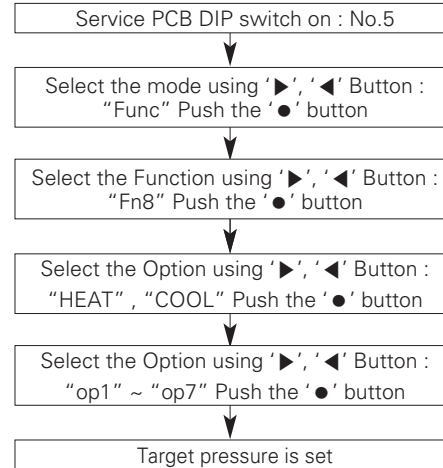 Service PCB DIP switch on : No.5
Select the mode using ‘▶’, ‘◀’ Button :
“Func” Push the ‘●’ button
Select the Function using ‘▶’, ‘◀’ Button :
“Fn8” Push the ‘●’ button
Select the Option using ‘▶’, ‘◀’ Button :
“HEAT” , “COOL” Push the ‘●’ button
Select the Option using ‘▶’, ‘◀’ Button :
“op1” ~ “op7” Push the ‘●’ button
Target pressure is set